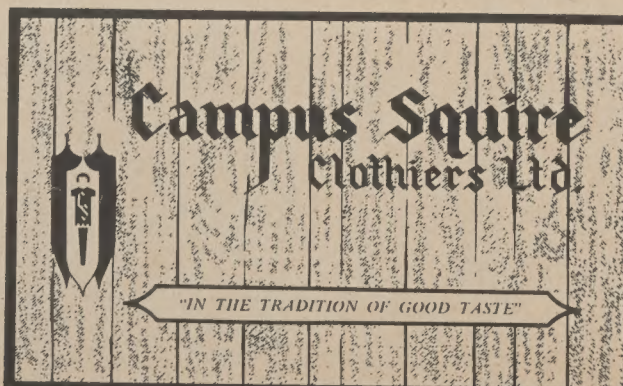 Campus Squire
Clothiers Ltd.
"IN THE TRADITION OF GOOD TASTE"